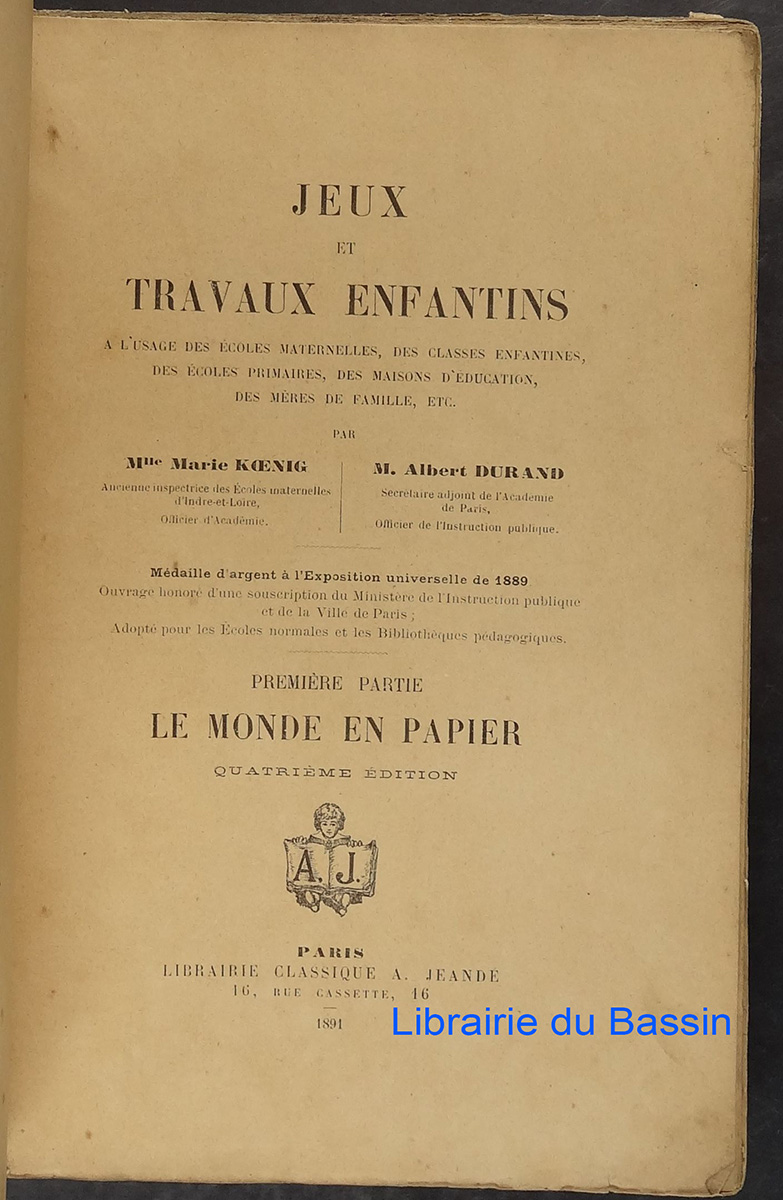 JEUX
ET
TRAVAUX ENFANTINS
A L'USAGE DES ÉCOLES MATERNELLES, DES CLASSES ENFANTINES,
DES ÉCOLES PRIMAIRES, DES MAISONS D'ÉDUCATION,
DES MÈRES DE FAMILLE, ETC.
PAR
Mlle Marie KŒNIG
Ancienne inspectrice des Écoles maternelles
d'Indre-et-Loire,
Officier d'Académie.
M. Albert DURAND
Secrétaire adjoint de l'Academie
de Paris,
Officier de l'Instruction publique.
Médaille d'argent à l'Exposition universelle de 1889
Ouvrage honoré d'une souscription du Ministère de l'Instruction publique
et de la Ville de Paris ;
Adopté pour les Écoles normales et les Bibliothèques pédagogiques.
PREMIÈRE PARTIE
LE MONDE EN PAPIER
QUATRIÈME ÉDITION
A. J.
PARIS
LIBRAIRIE CLASSIQUE A. JEANDÉ
16, RUE CASSETTE, 16
1891
Librairie du Bassin